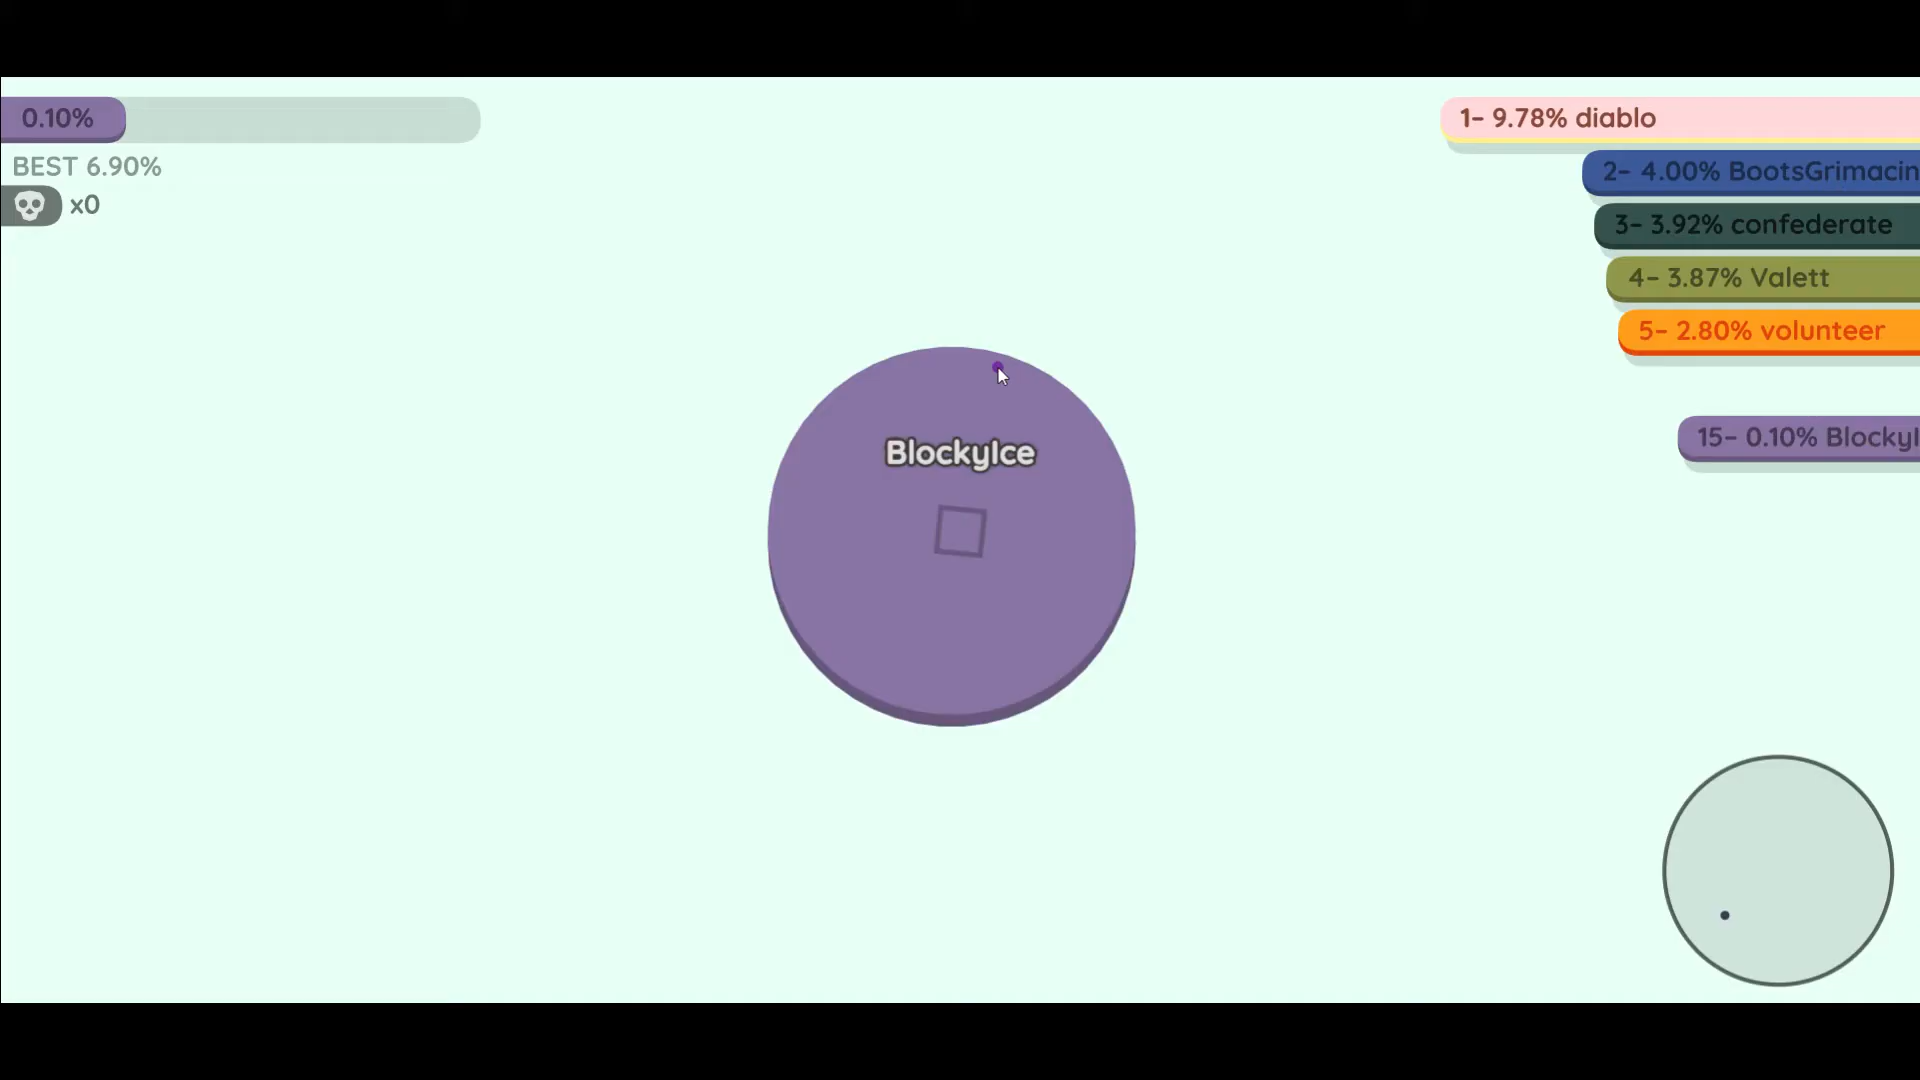 0.10%
BEST 6.90%
x0
1- 9.78% diablo
2- 4.00% BootsGrimacin
3- 3.92% confederate
4- 3.87% Valett
5- 2.80% volunteer
15- 0.10% BlockyI
BlockyIce